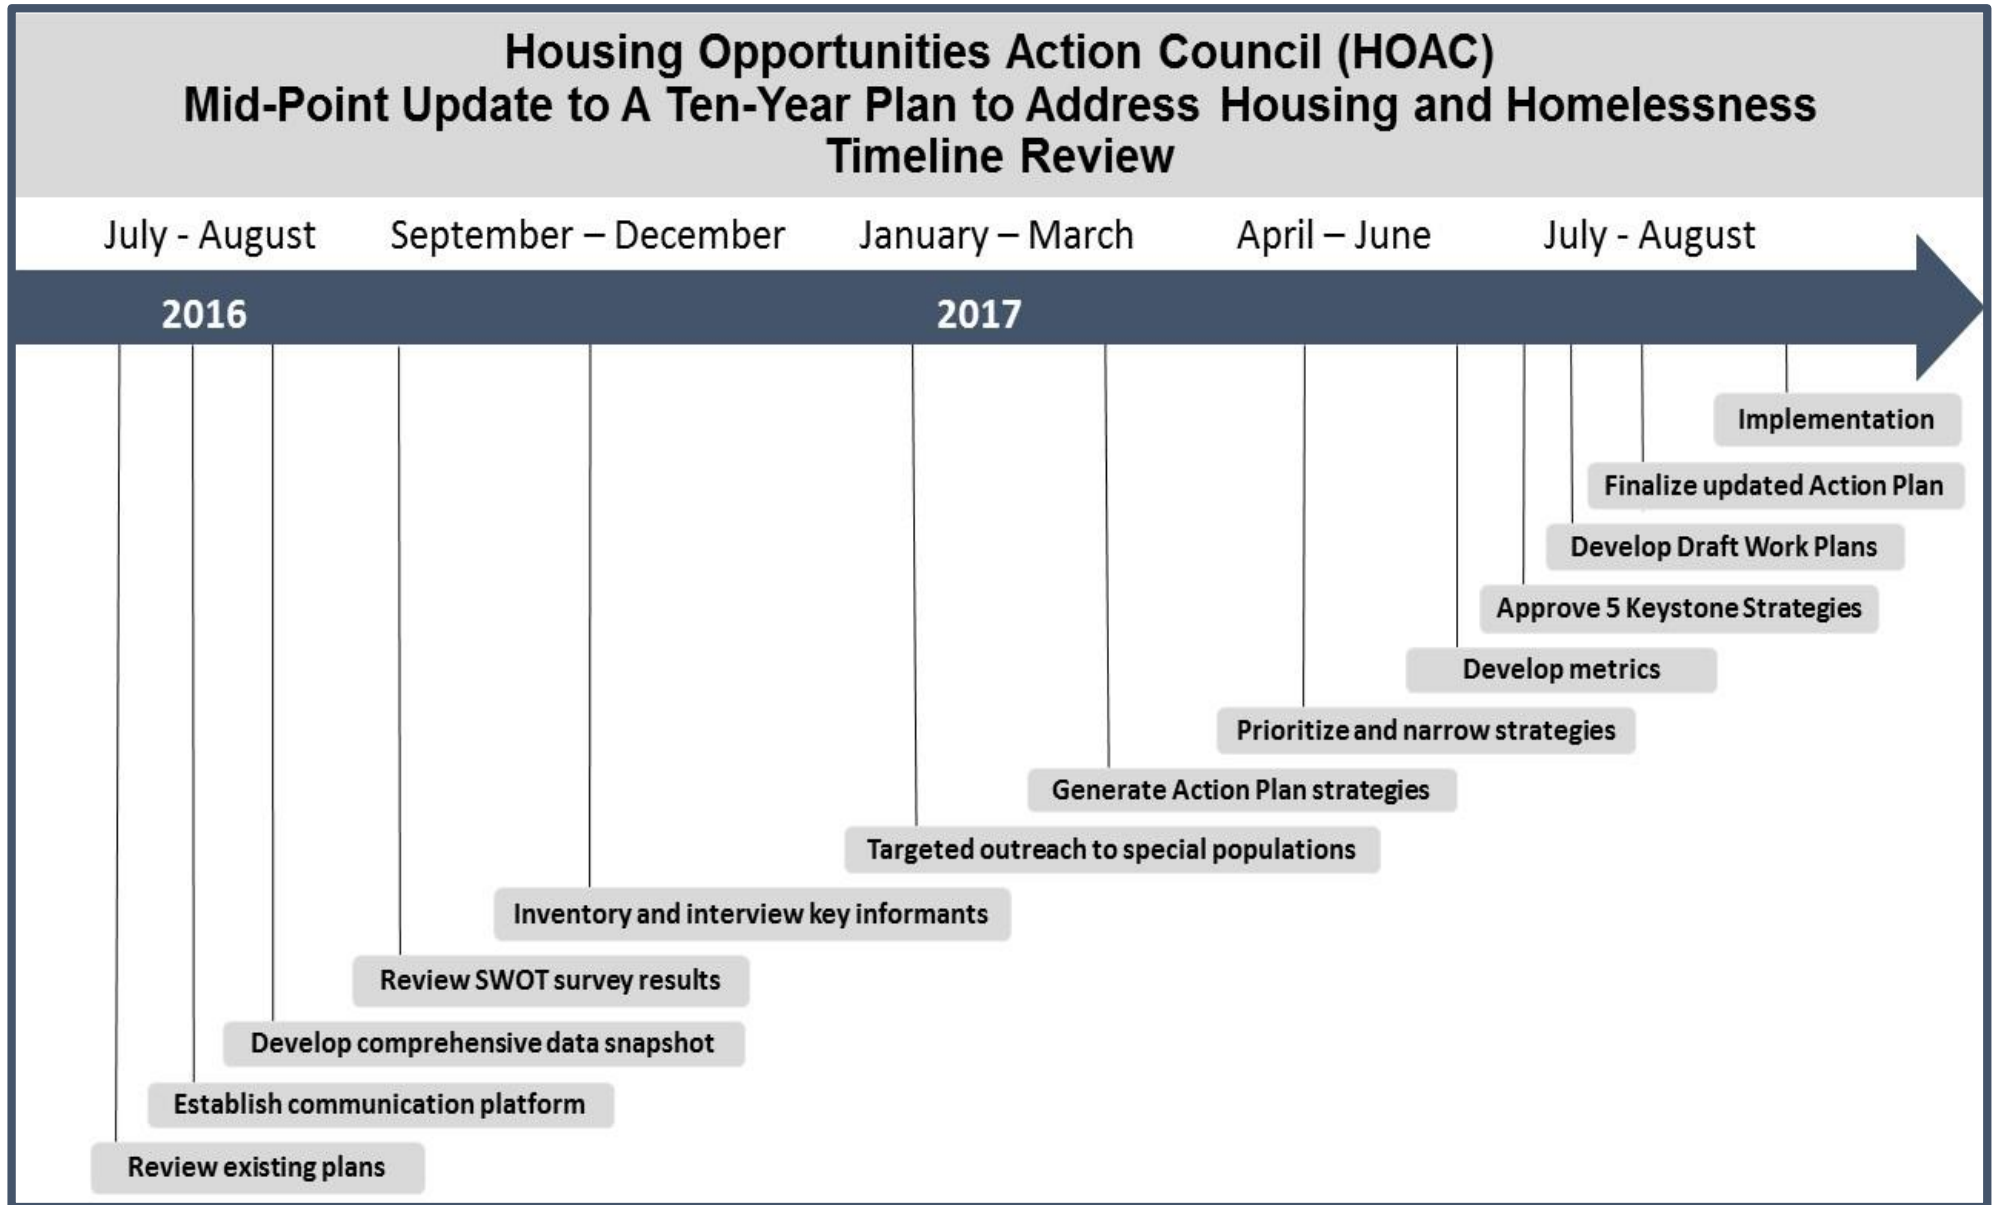 Housing Opportunities Action Council (HOAC)
Mid-Point Update to A Ten-Year Plan to Address Housing and Homelessness
Timeline Review
July - August
September – December
January – March
April – June
July - August
2016
2017
Implementation
Finalize updated Action Plan
Develop Draft Work Plans
Approve 5 Keystone Strategies
Develop metrics
Prioritize and narrow strategies
Generate Action Plan strategies
Targeted outreach to special populations
Inventory and interview key informants
Review SWOT survey results
Develop comprehensive data snapshot
Establish communication platform
Review existing plans